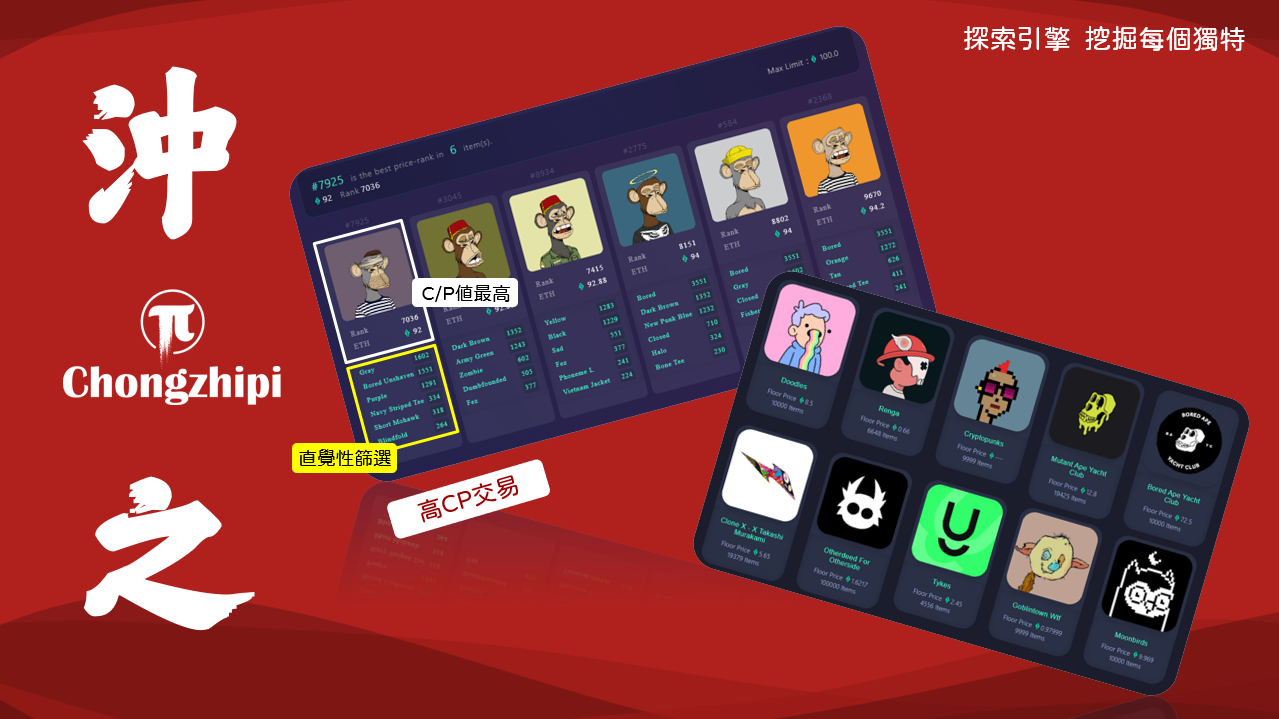 沖
π
Chongzhipi
之
探索引擎 挖掘每個獨特
#7925 is the best price-rank in 6 item(s).
92 Rank 7036
Max Limit : 100.0
#7925
Rank 7036
ETH 92
Gray 1602
Bored Unshaven 1551
Purple 1291
Navy Striped Tee 334
Short Mohawk 318
Blindfold 264
直覺性篩選
#3045
C/P值最高
Dark Brown 1352
Army Green 1243
Zombie 602
Dumbfounded 505
Fez 377
#6934
Rank 7415
ETH 92.88
Yellow 1283
Black 1229
Sad 551
Fez 377
Phoneme L 241
Vietnam Jacket 224
#2775
Rank 8151
ETH 94
Bored 3551
Dark Brown 1352
New Punk Blue 1232
Closed 710
Halo 324
Bone Tee 230
#584
Rank 8802
ETH 94
Bored 3551
Gray
Closed
#2368
Rank 9670
ETH 94.2
Bored 3551
Orange 1272
Tan 626
411
241
高CP交易
Doodles
Floor Price 8.5
10000 Items
Renga
Floor Price 0.66
6648 Items
Cryptopunks
Floor Price ---
9999 Items
Mutant Ape Yacht
Club
Floor Price 12.8
19425 Items
BORED APE
YACHT CLUB
Bored Ape Yacht
Club
Floor Price 72.5
10000 Items
Clone X - X Takashi
Murakami
Floor Price 5.65
19379 Items
Otherdeed For
Otherside
Floor Price 1.6217
100000 Items
Tykes
Floor Price 2.45
4556 Items
Goblintown.Wtf
Floor Price 0.97999
9999 Items
Moonbirds
Floor Price 9.969
10000 Items